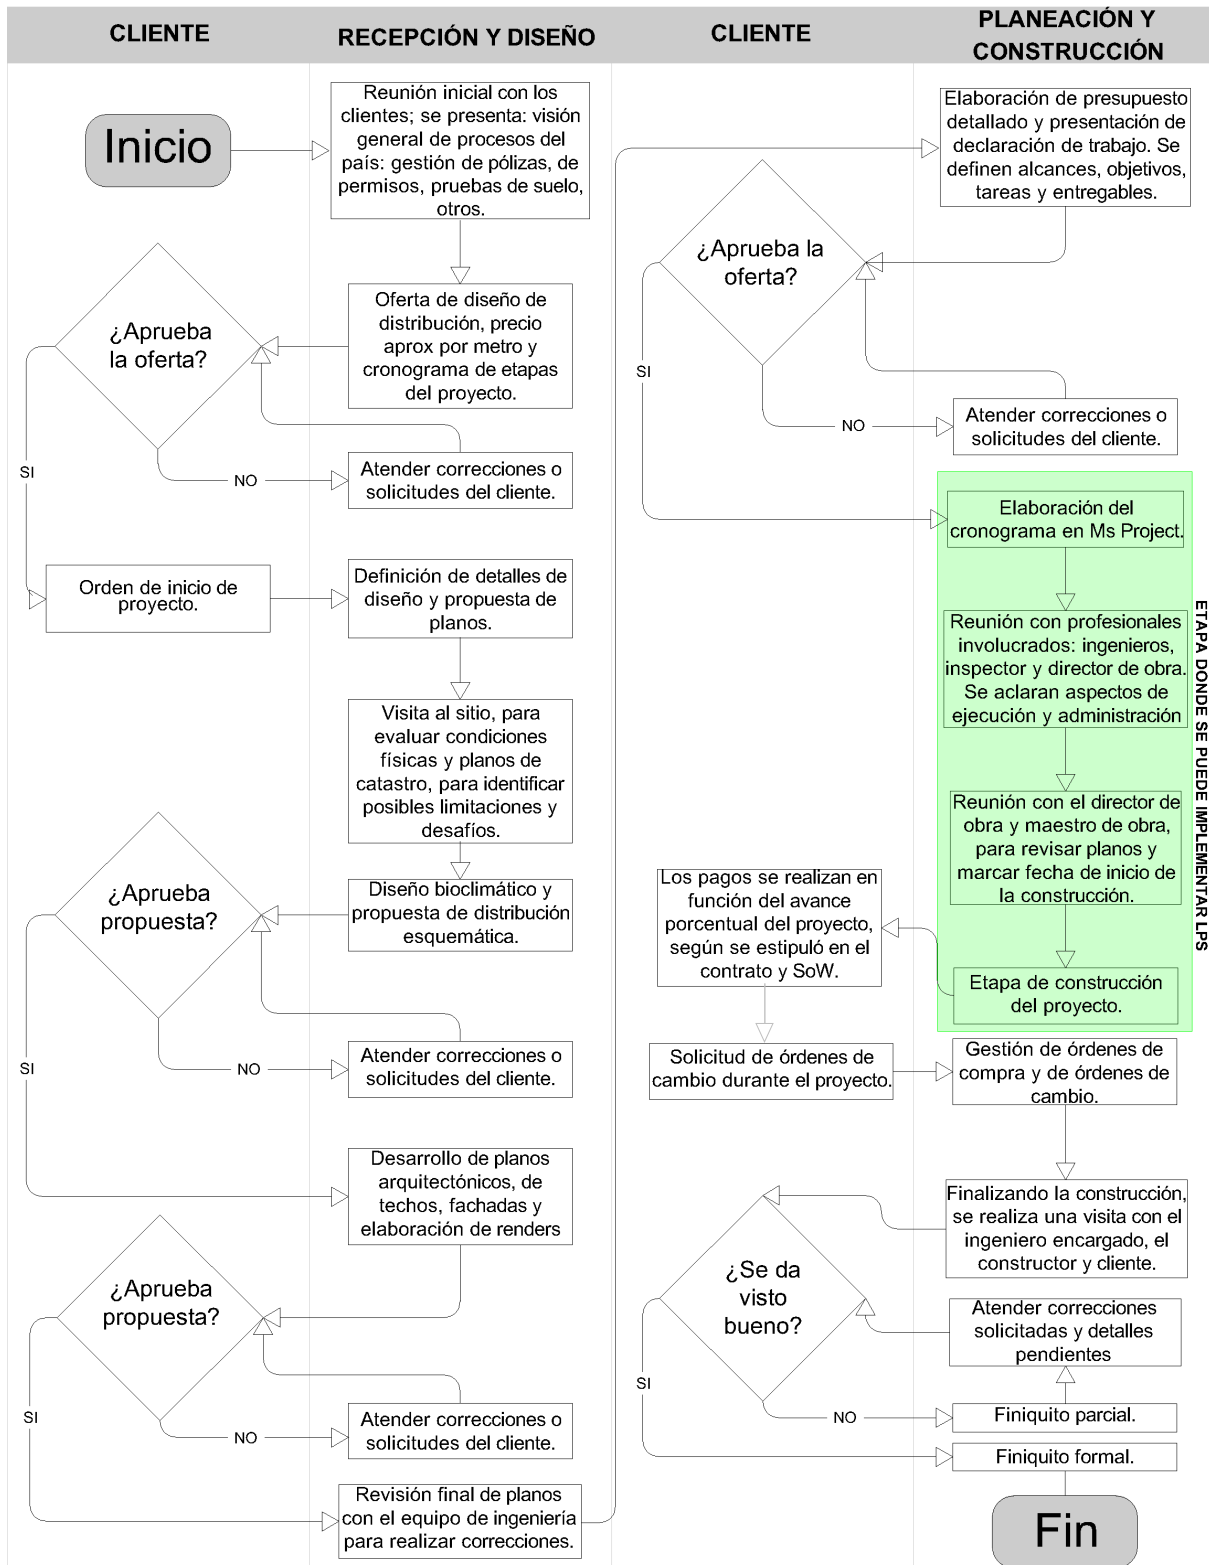 CLIENTE
RECEPCIÓN Y DISEÑO
CLIENTE
PLANEACIÓN Y
CONSTRUCCIÓN
Inicio
Reunión inicial con los
clientes; se presenta: visión
general de procesos del
país: gestión de pólizas, de
permisos, pruebas de suelo,
otros.
Oferta de diseño de
distribución, precio
aprox por metro y
cronograma de etapas
del proyecto.
¿Aprueba
la oferta?
SI
NO
Atender correcciones o
solicitudes del cliente.
Orden de inicio de
proyecto.
Definición de detalles de
diseño y propuesta de
planos.
Visita al sitio, para
evaluar condiciones
físicas y planos de
catastro, para identificar
posibles limitaciones y
desafíos.
Diseño bioclimático y
propuesta de distribución
esquemática.
¿Aprueba
propuesta?
SI
NO
Atender correcciones o
solicitudes del cliente.
Desarrollo de planos
arquitectónicos, de
techos, fachadas y
elaboración de renders
¿Aprueba
propuesta?
SI
NO
Atender correcciones o
solicitudes del cliente.
Revisión final de planos
con el equipo de ingeniería
para realizar correcciones.
Elaboración de presupuesto
detallado y presentación de
declaración de trabajo. Se
definen alcances, objetivos,
tareas y entregables.
¿Aprueba la
oferta?
SI
NO
Atender correcciones o
solicitudes del cliente.
Elaboración del
cronograma en Ms Project.
Reunión con profesionales
involucrados: ingenieros,
inspector y director de obra.
Se aclaran aspectos de
ejecución y administración
Reunión con el director de
obra y maestro de obra,
para revisar planos y
marcar fecha de inicio de
la construcción.
Etapa de construcción
del proyecto.
ETAPA DONDE SE PUEDE IMPLEMENTAR LPS
Los pagos se realizan en
función del avance
porcentual del proyecto,
según se estipuló en el
contrato y SoW.
Solicitud de órdenes de
cambio durante el proyecto.
Gestión de órdenes de
compra y de órdenes de
cambio.
Finalizando la construcción,
se realiza una visita con el
ingeniero encargado, el
constructor y cliente.
¿Se da
visto
bueno?
SI
NO
Atender correcciones
solicitadas y detalles
pendientes
Finiquito parcial.
Finiquito formal.
Fin